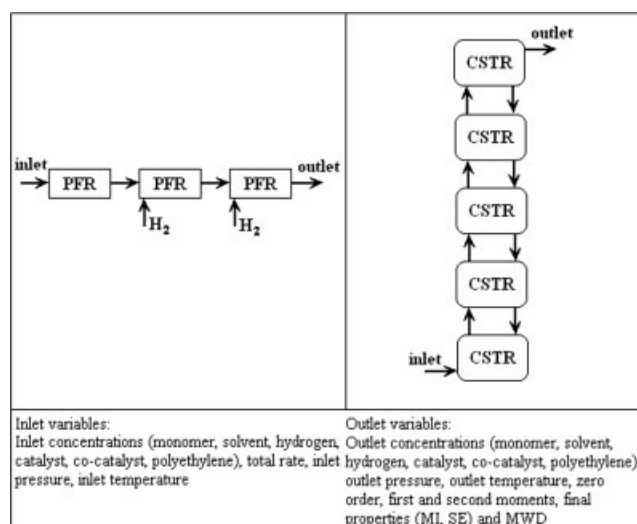 inlet
PFR
PFR
PFR
outlet
H2
H2
outlet
CSTR
CSTR
CSTR
CSTR
CSTR
inlet
Inlet variables:
Inlet concentrations (monomer, solvent, hydrogen,
catalyst, co-catalyst, polyethylene), total rate, inlet
pressure, inlet temperature
Outlet variables:
Outlet concentrations (monomer, solvent,
hydrogen, catalyst, co-catalyst, polyethylene)
outlet pressure, outlet temperature, zero
order, first and second moments, final
properties (MI, SE) and MWD